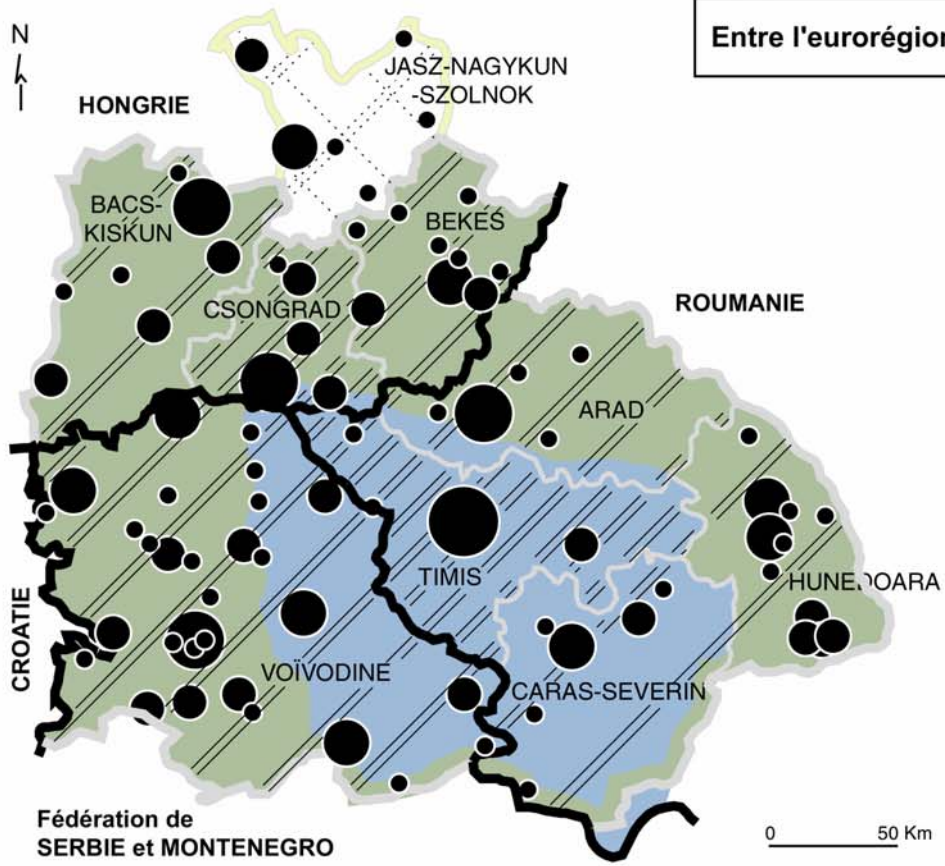 Entre l'eurorégion
N
JASZ-NAGYKUN
-SZOLNOK
HONGRIE
BACS-
KISKUN
BEKES
CSONGRAD
ROUMANIE
ARAD
TIMIS
HUNEDOARA
CROATIE
VOÏVODINE
CARAS-SEVERIN
Fédération de
SERBIE et MONTENEGRO
0 50 Km